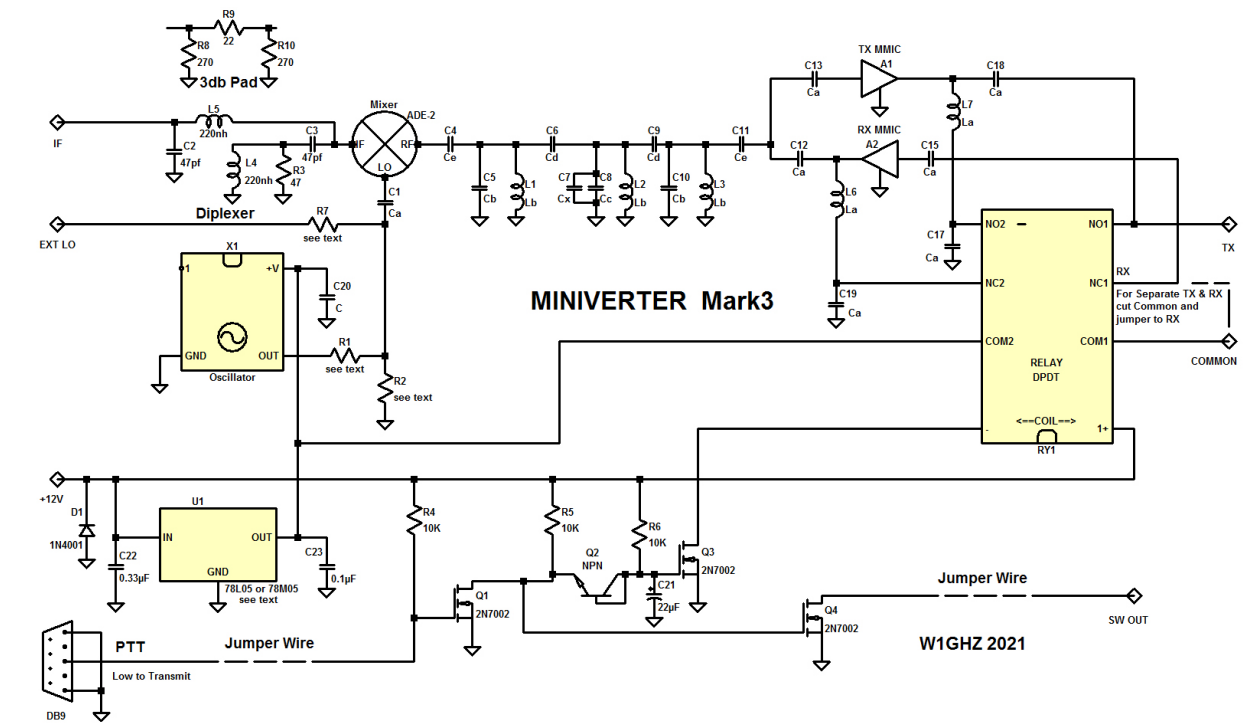 R9
22
R8
270
R10
270
3db Pad
L5
220nh
IF
C2
47pf
L4
220nh
C3
47pf
R3
47
Diplexer
Mixer
ADE-2
IF
RF
LO
C1
Ca
C4
Ce
C5
Cb
L1
Lb
C6
Cd
C7
Cx
C8
Cc
L2
Lb
C9
Cd
C10
Cb
L3
Lb
C11
Ce
C13
Ca
TX MMIC
A1
C18
Ca
L7
La
C12
Ca
RX MMIC
A2
C15
Ca
L6
La
C17
Ca
C19
Ca
EXT LO
R7
see text
X1
1
+V
GND
OUT
Oscillator
C20
C
R1
see text
R2
see text
MINIVERTER Mark3
NO2
NO1
NC2
NC1
COM2
COM1
RELAY
DPDT
<==COIL==>
-
1+
RY1
TX
RX
For Separate TX & RX
cut Common and
jumper to RX
COMMON
+12V
D1
1N4001
C22
0.33µF
U1
IN
OUT
GND
78L05 or 78M05
see text
C23
0.1µF
R4
10K
R5
10K
R6
10K
Q2
NPN
Q3
2N7002
C21
22µF
+
Q1
2N7002
Q4
2N7002
Jumper Wire
SW OUT
W1GHZ 2021
PTT
Jumper Wire
Low to Transmit
DB9